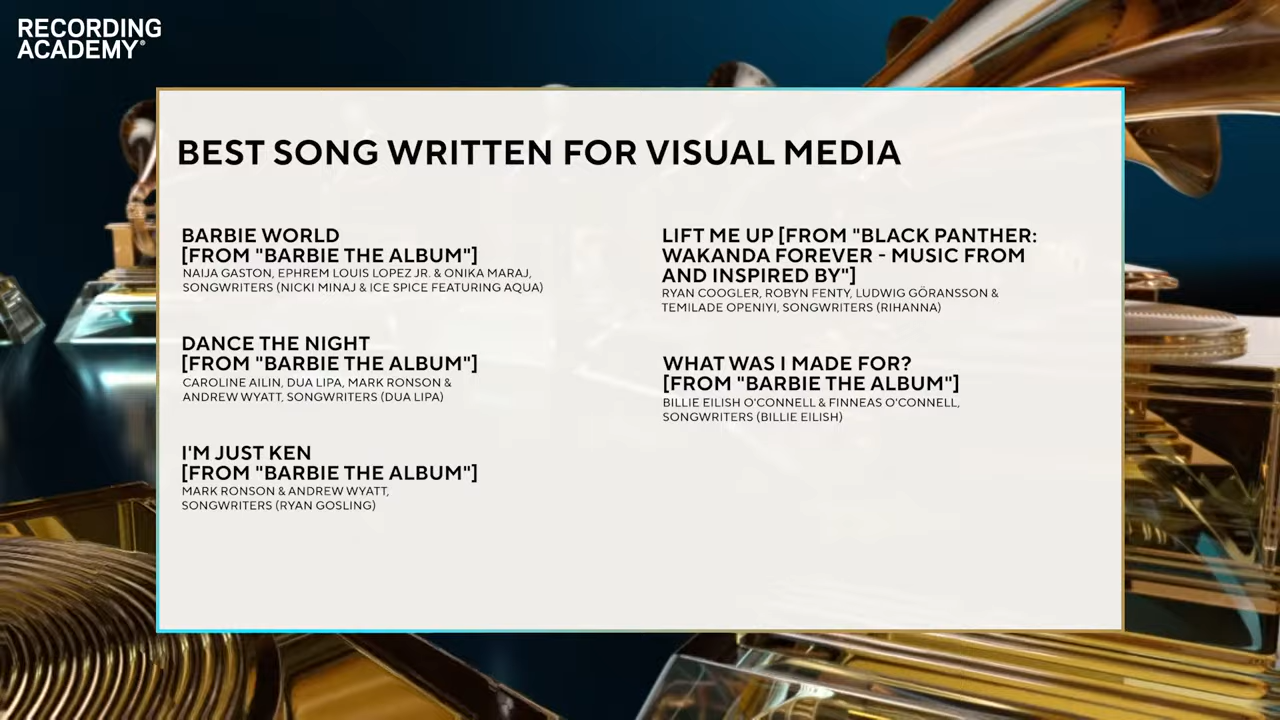 RECORDING
ACADEMY®
BEST SONG WRITTEN FOR VISUAL MEDIA
BARBIE WORLD
[FROM "BARBIE THE ALBUM"]
NAIJA GASTON, EPHREM LOUIS LOPEZ JR. & ONIKA MARAJ,
SONGWRITERS (NICKI MINAJ & ICE SPICE FEATURING AQUA)
DANCE THE NIGHT
[FROM "BARBIE THE ALBUM"]
CAROLINE AILIN, DUA LIPA, MARK RONSON &
ANDREW WYATT, SONGWRITERS (DUA LIPA)
I'M JUST KEN
[FROM "BARBIE THE ALBUM"]
MARK RONSON & ANDREW WYATT,
SONGWRITERS (RYAN GOSLING)
LIFT ME UP [FROM "BLACK PANTHER:
WAKANDA FOREVER - MUSIC FROM
AND INSPIRED BY"]
RYAN COOGLER, ROBYN FENTY, LUDWIG GÖRANSSON &
TEMILADE OPENIYI, SONGWRITERS (RIHANNA)
WHAT WAS I MADE FOR?
[FROM "BARBIE THE ALBUM"]
BILLIE EILISH O'CONNELL & FINNEAS O'CONNELL,
SONGWRITERS (BILLIE EILISH)